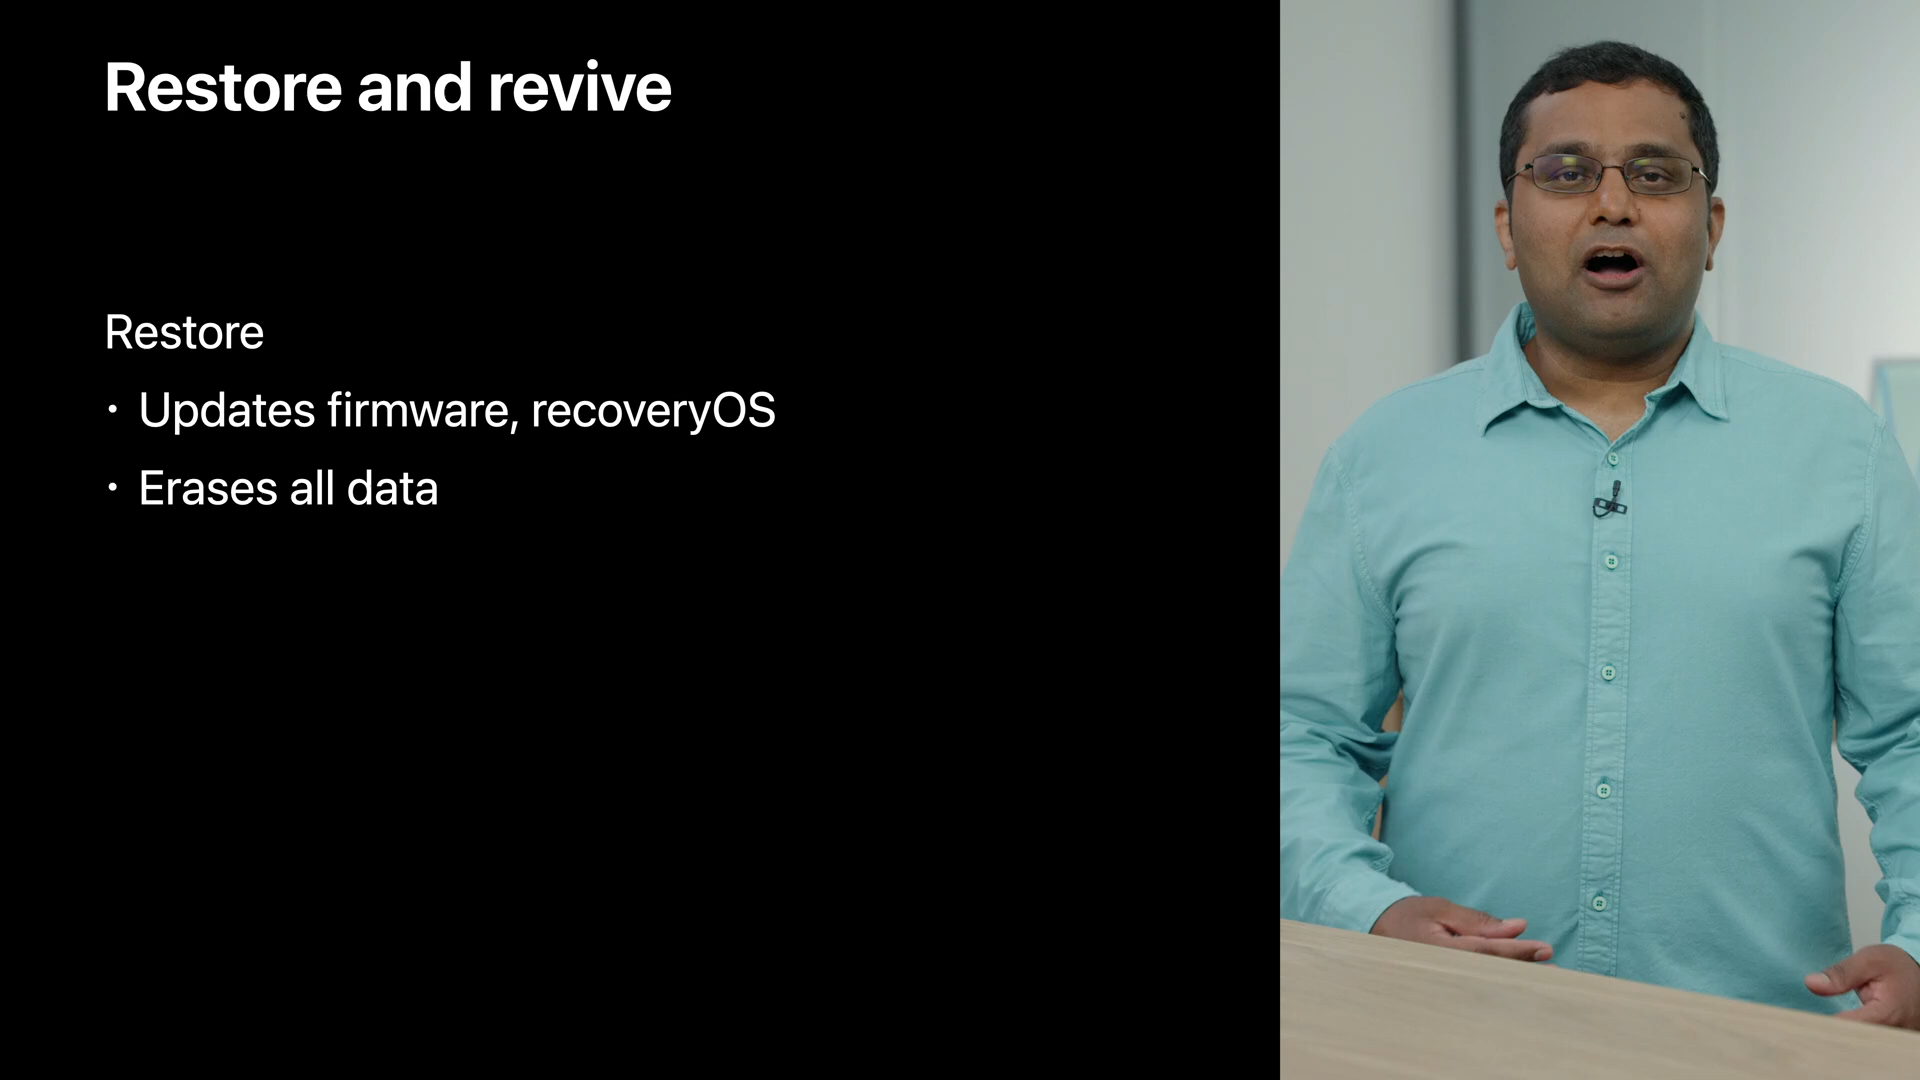 Restore and revive
Restore
• Updates firmware, recoveryOS
• Erases all data